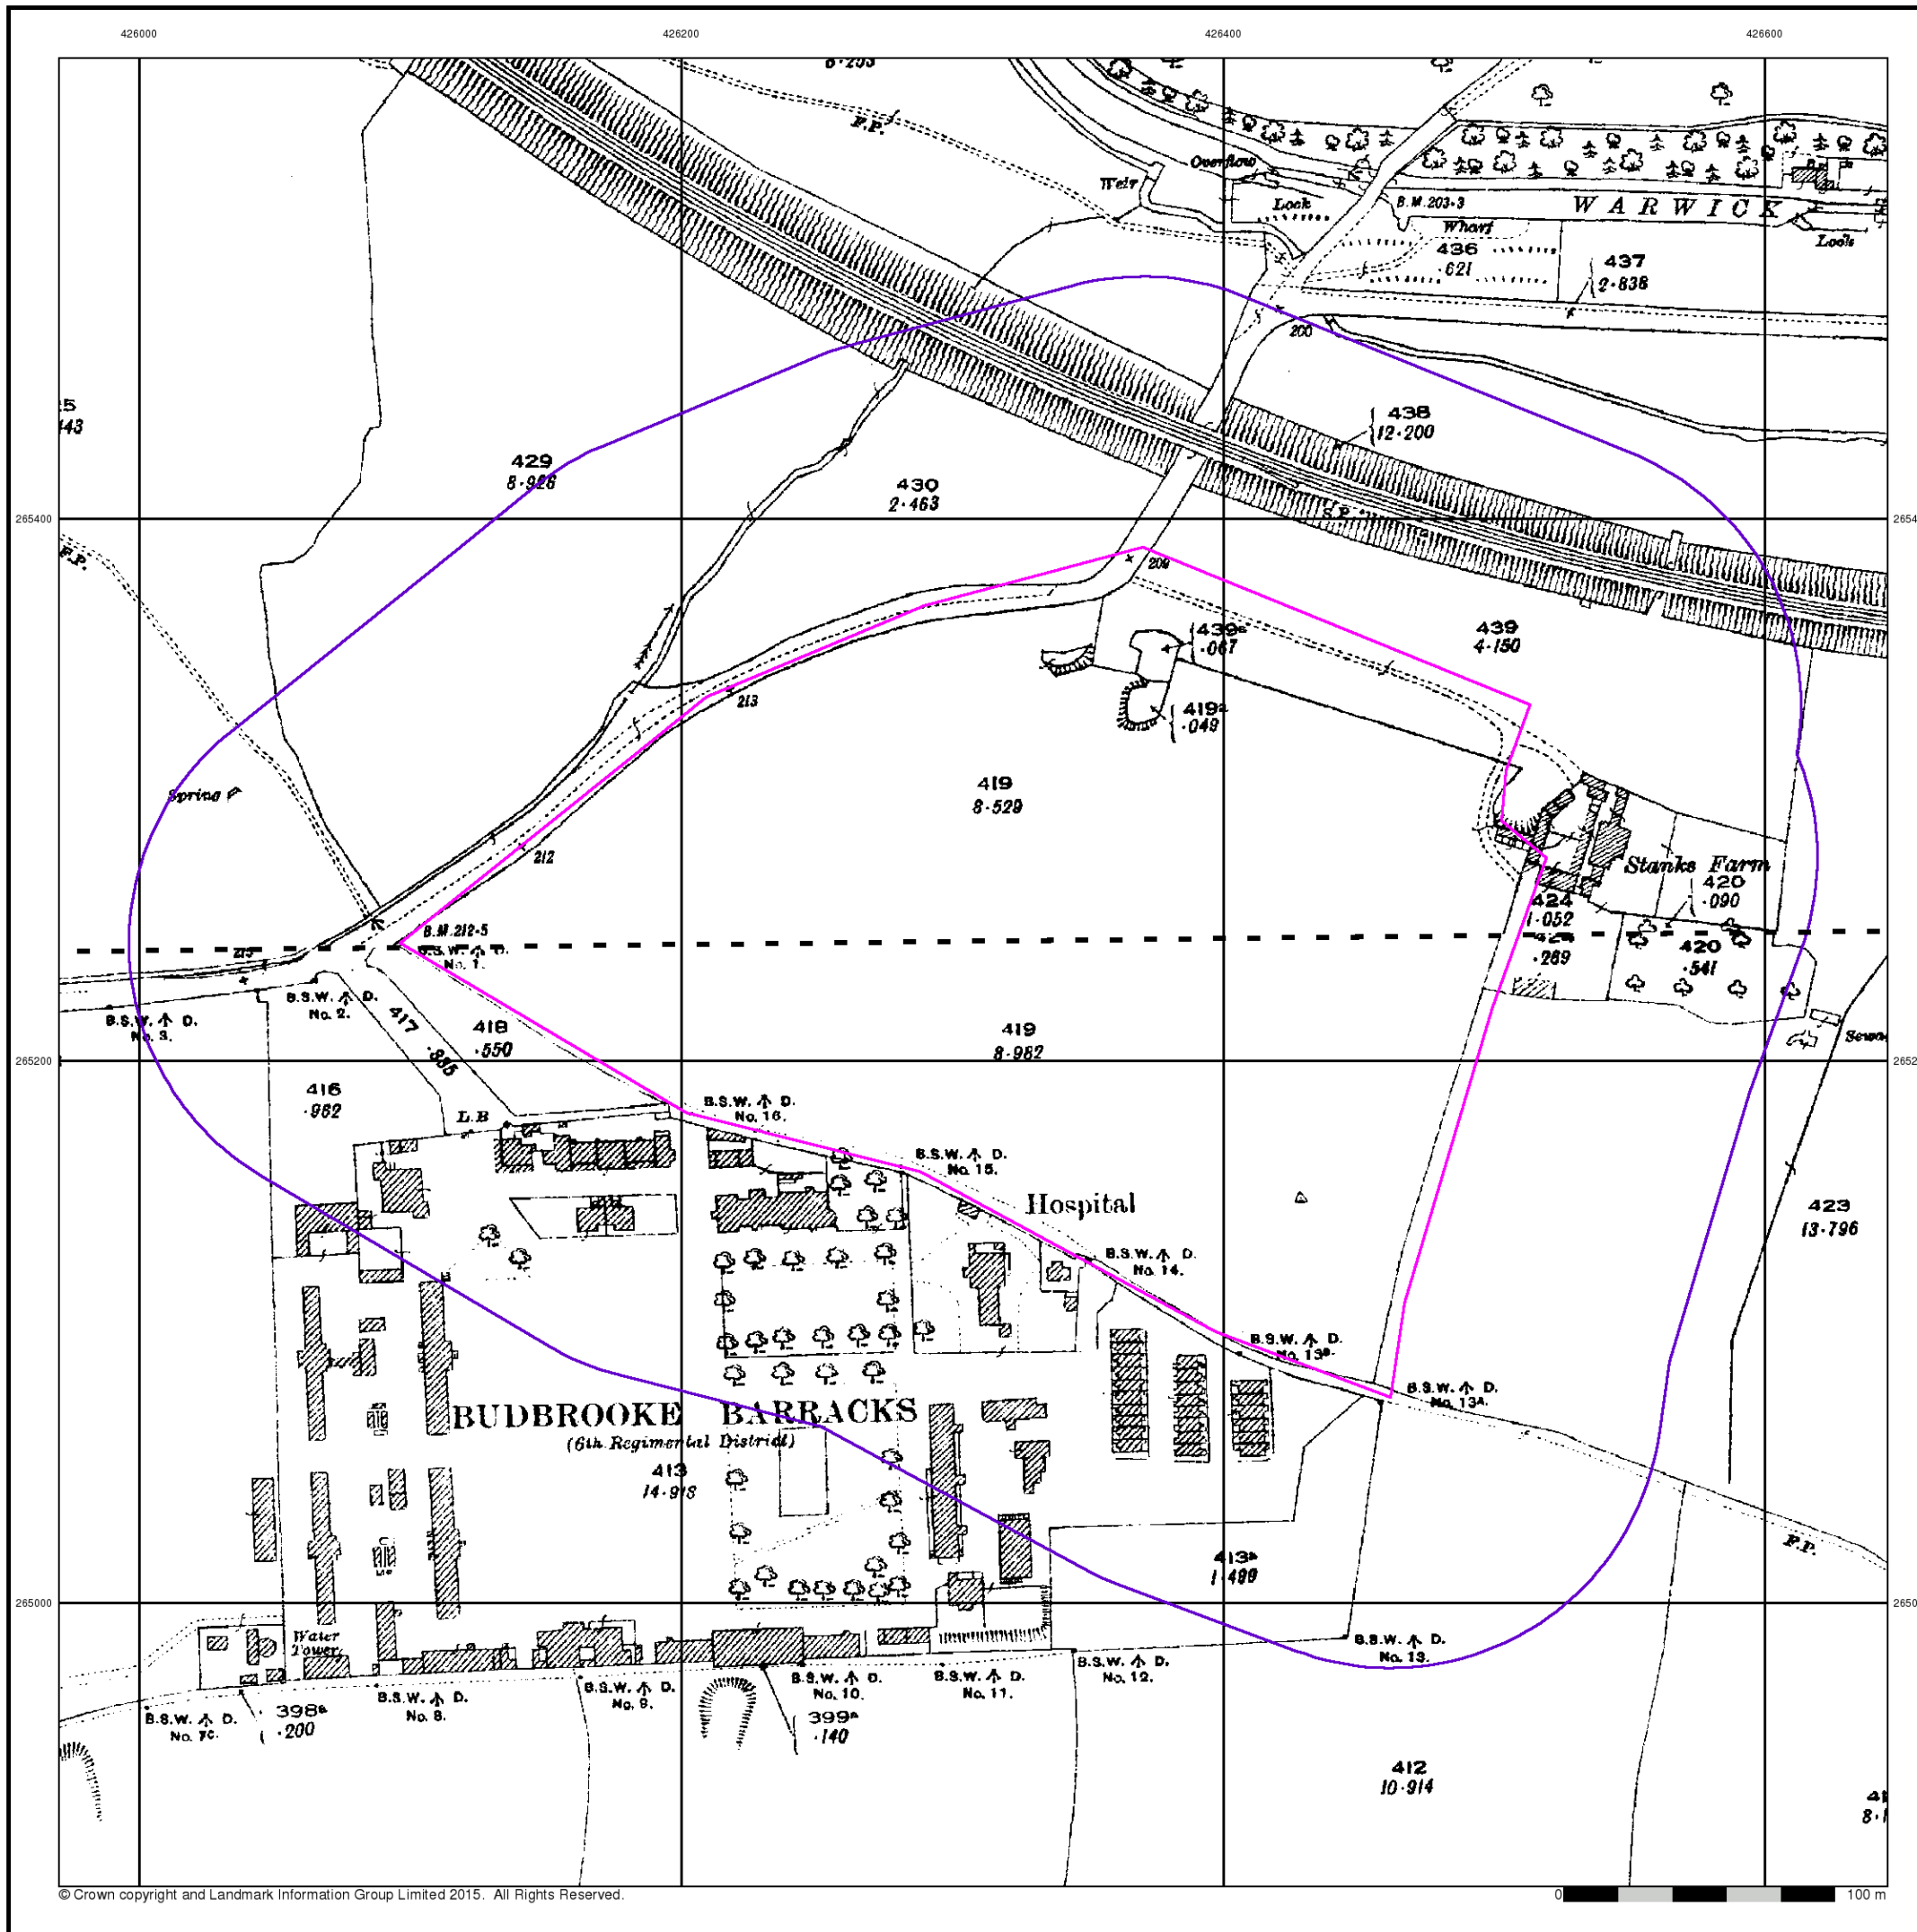 426000
426200
426400
426600
F.P.
Overflow
Weir
Lock
B.M. 203·3
WARWICK
Wharf
436
·621
Lock
437
2·838
200
438
12·200
429
8·926
430
2·463
265400
S.P.
F.P.
209
439
4·150
213
419
8·529
Spring
212
Stanks Farm
420
·090
424
1·052
·269
420
·541
B.M. 212·5
No. 1.
B.S.W. D.
No. 2.
B.S.W. D.
No. 3.
417
·885
418
·550
419
8·982
265200
416
·962
L.B
B.S.W. D.
No. 16.
B.S.W. D.
No. 15.
Hospital
423
13·796
B.S.W. D.
No. 14.
B.S.W. D.
No. 13ᴮ.
B.S.W. D.
No. 13ᴬ.
BUDBROOKE BARRACKS
(6th Regimental District)
413
14·918
F.P.
413ᵃ
1·499
265000
Water
Tower
B.S.W. D.
No. 13.
B.S.W. D.
No. 12.
B.S.W. D.
No. 11.
B.S.W. D.
No. 10.
B.S.W. D.
No. 9.
B.S.W. D.
No. 8.
B.S.W. D.
No. 7C.
398ᵃ
·200
399ᵃ
·140
412
10·914
© Crown copyright and Landmark Information Group Limited 2015. All Rights Reserved.
0
100 m